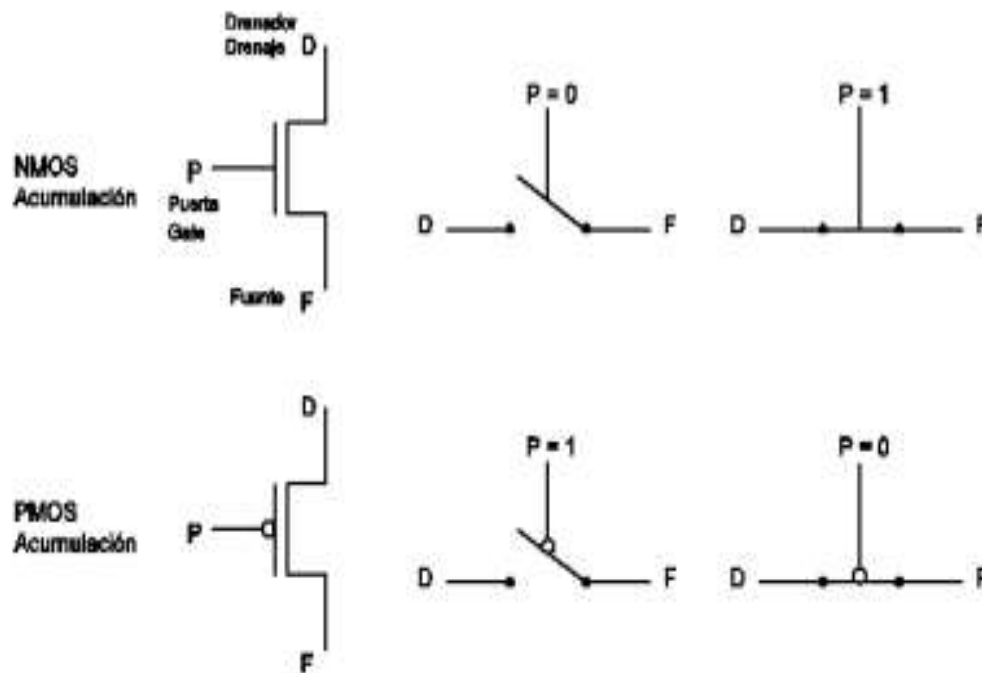 Drenador
Drenaje D
P = 0
P = 1
NMOS
Acumulación
P
Puerta
Gate
D
F
D
F
Fuente F
D
P = 1
P = 0
PMOS
Acumulación
P
D
F
D
F
F